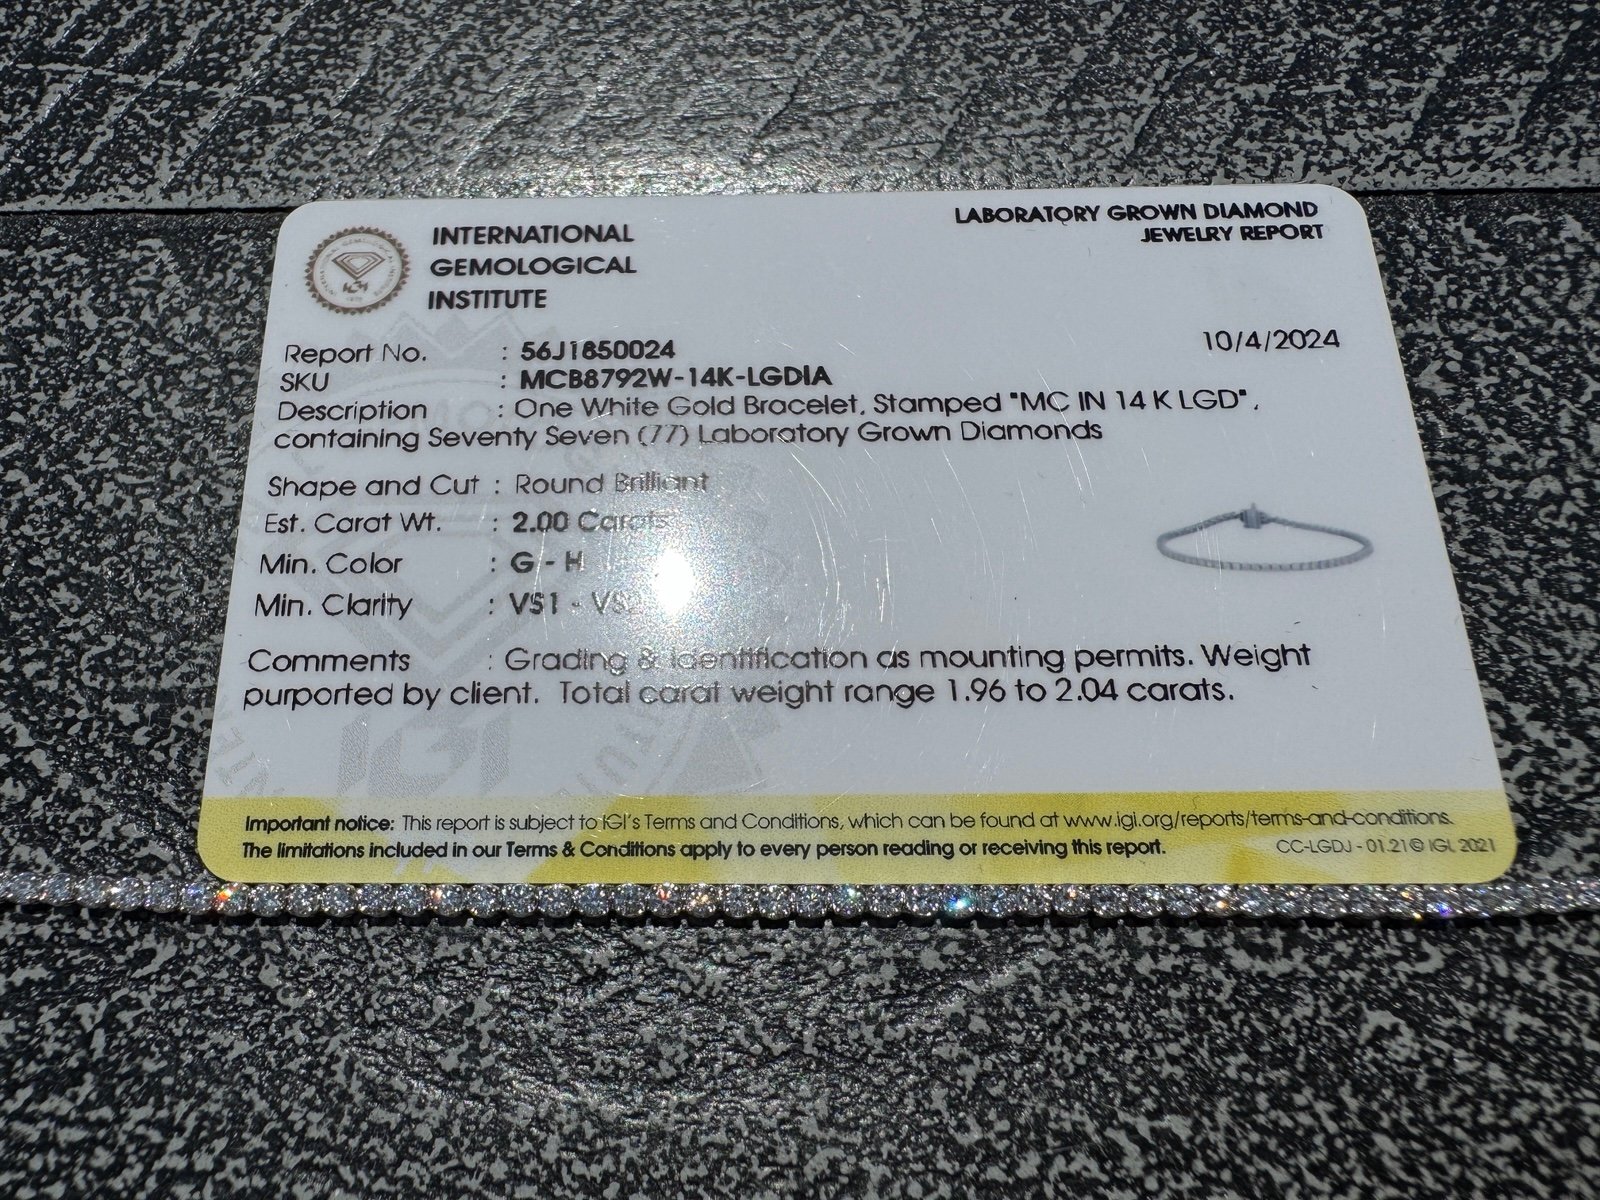 INTERNATIONAL
GEMOLOGICAL
INSTITUTE
LABORATORY GROWN DIAMOND
JEWELRY REPORT
10/4/2024
Report No. : 56J1850024
SKU : MCB8792W-14K-LGDIA
Description : One White Gold Bracelet, Stamped "MC IN 14 K LGD",
containing Seventy Seven (77) Laboratory Grown Diamonds
Shape and Cut : Round Brilliant
Est. Carat Wt. : 2.00 Carats
Min. Color : G - H
Min. Clarity : VS1 -
Comments : Grading & Identification as mounting permits. Weight
purported by client. Total carat weight range 1.96 to 2.04 carats.
IGI
Important notice: This report is subject to IGI's Terms and Conditions, which can be found at www.igi.org/reports/terms-and-conditions.
The limitations included in our Terms & Conditions apply to every person reading or receiving this report.
CC-LGDJ - 01.21© IGI, 2021